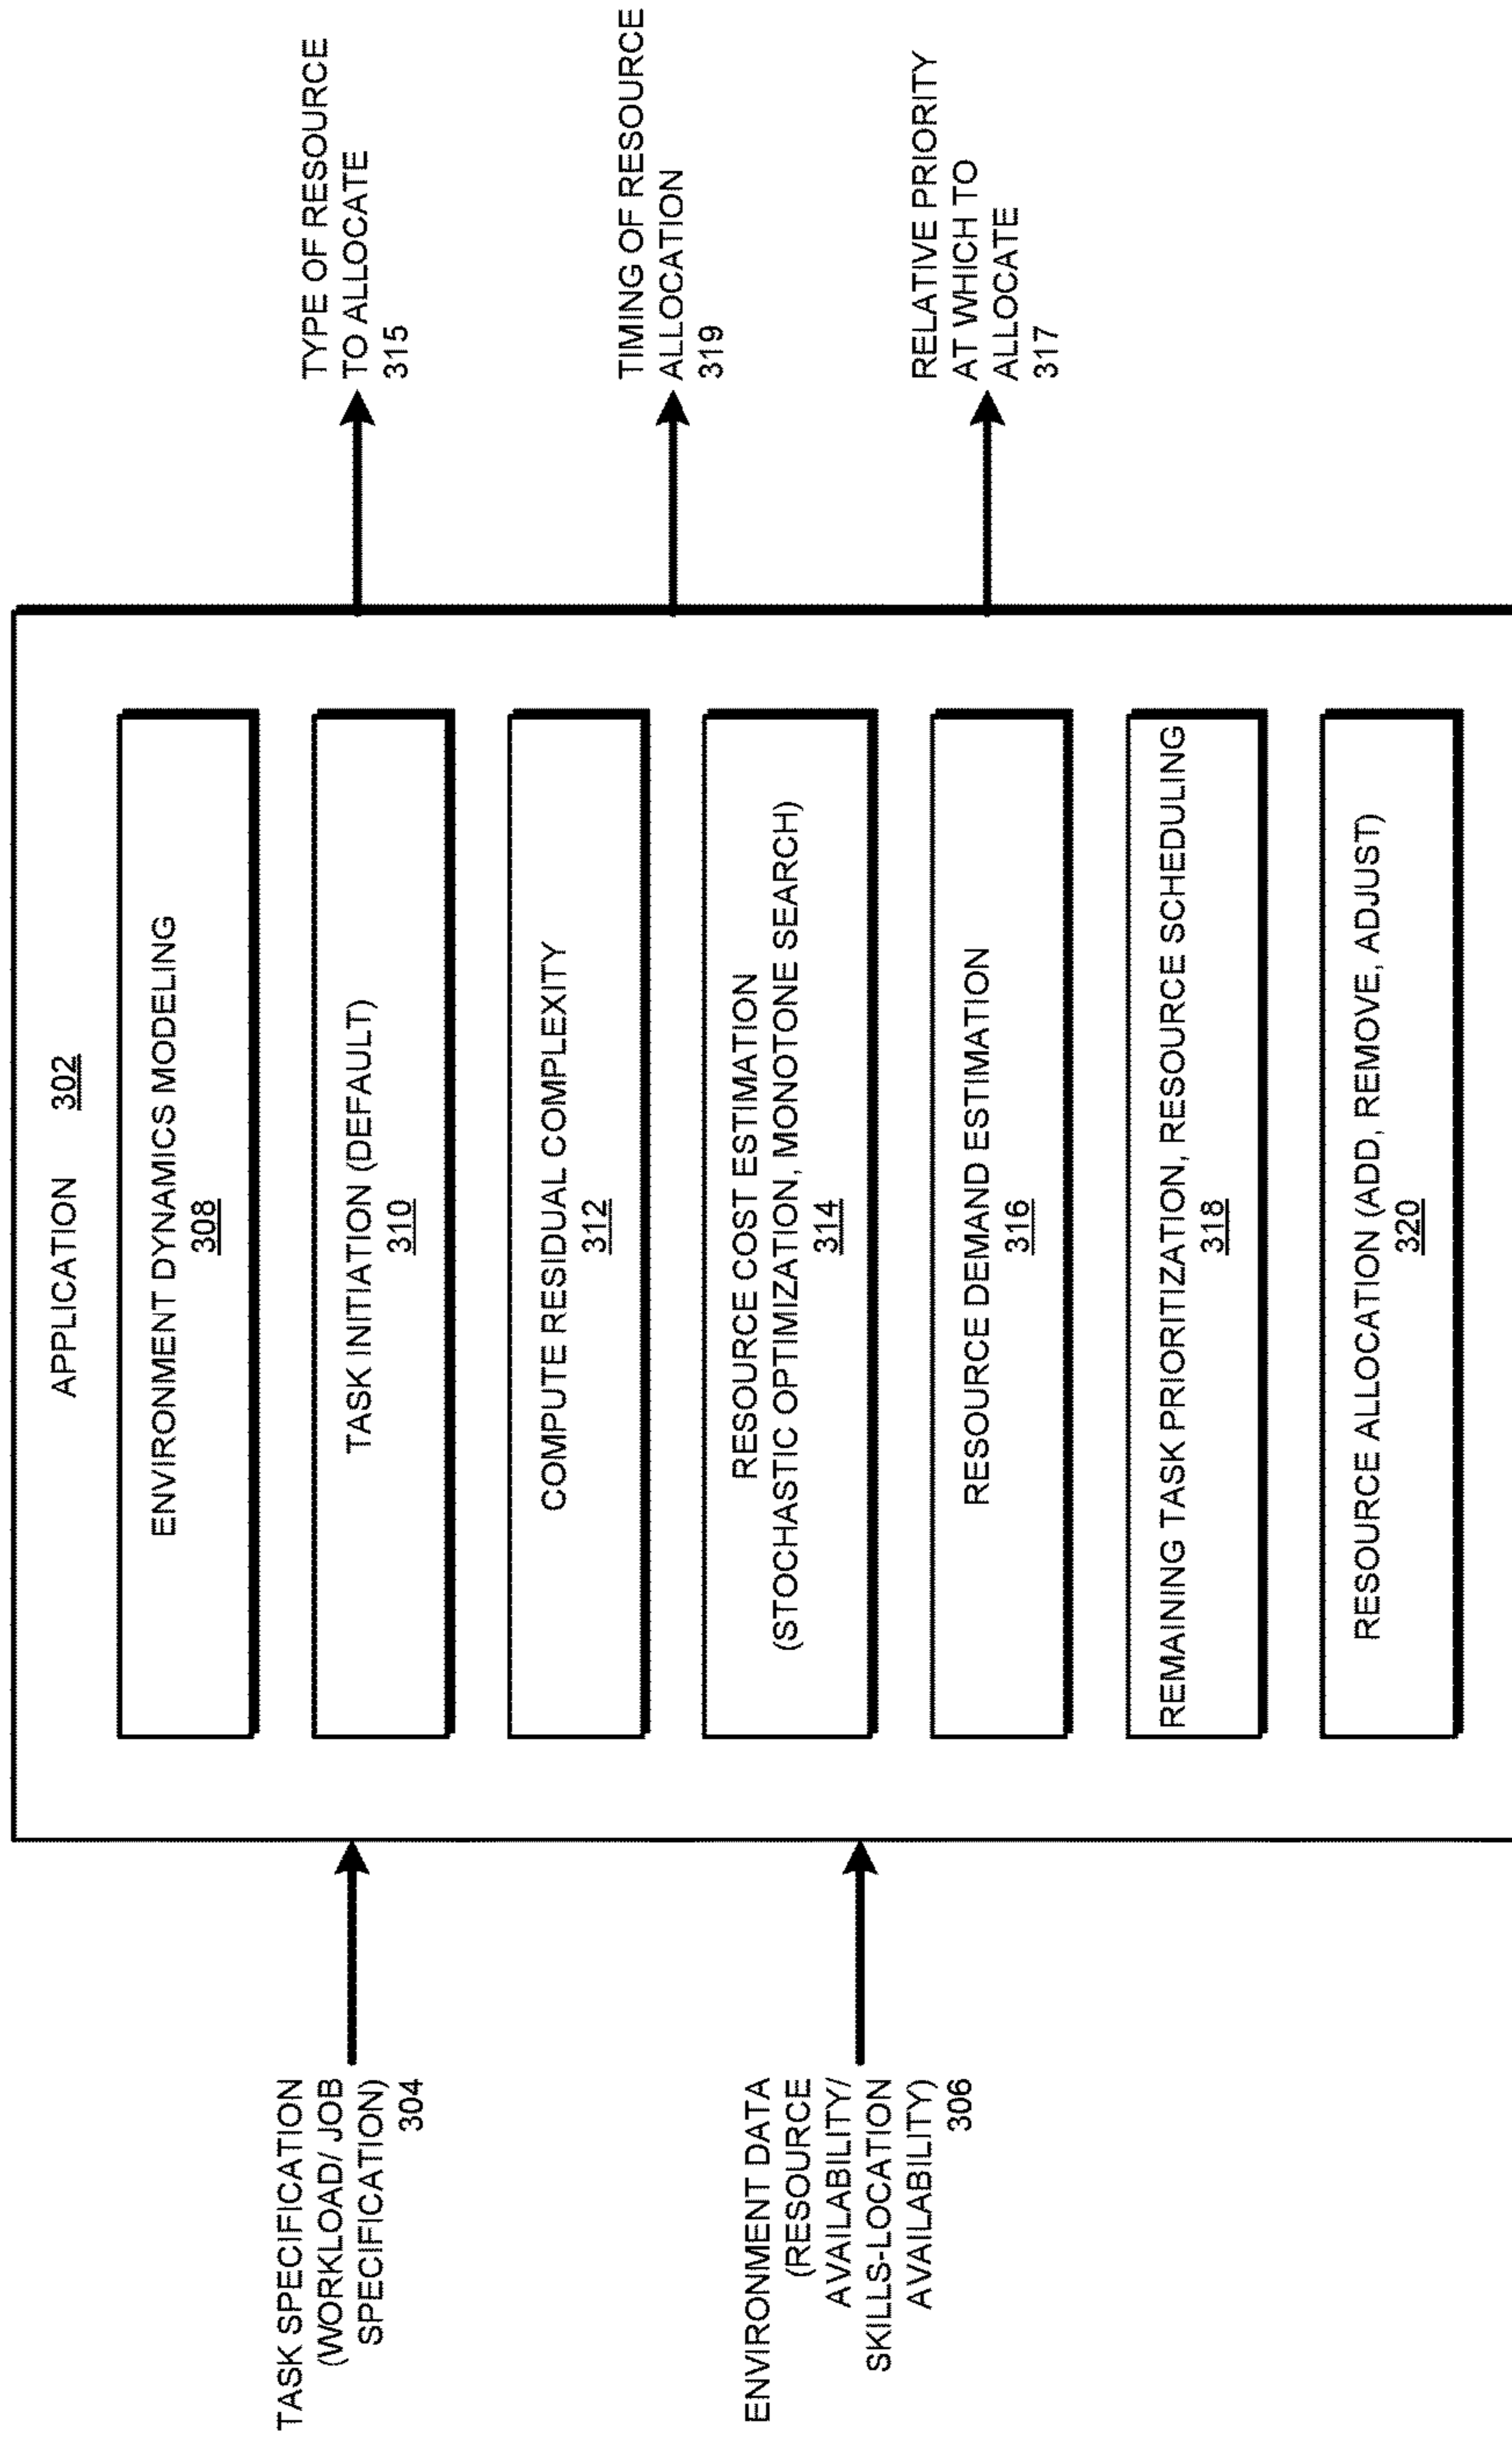 APPLICATION 302
TASK SPECIFICATION
(WORKLOAD/ JOB
SPECIFICATION)
304
ENVIRONMENT DATA
(RESOURCE
AVAILABILITY/
SKILLS-LOCATION
AVAILABILITY)
306
ENVIRONMENT DYNAMICS MODELING
308
TASK INITIATION (DEFAULT)
310
COMPUTE RESIDUAL COMPLEXITY
312
RESOURCE COST ESTIMATION
(STOCHASTIC OPTIMIZATION, MONOTONE SEARCH)
314
RESOURCE DEMAND ESTIMATION
316
REMAINING TASK PRIORITIZATION, RESOURCE SCHEDULING
318
RESOURCE ALLOCATION (ADD, REMOVE, ADJUST)
320
TYPE OF RESOURCE
TO ALLOCATE
315
TIMING OF RESOURCE
ALLOCATION
319
RELATIVE PRIORITY
AT WHICH TO
ALLOCATE
317